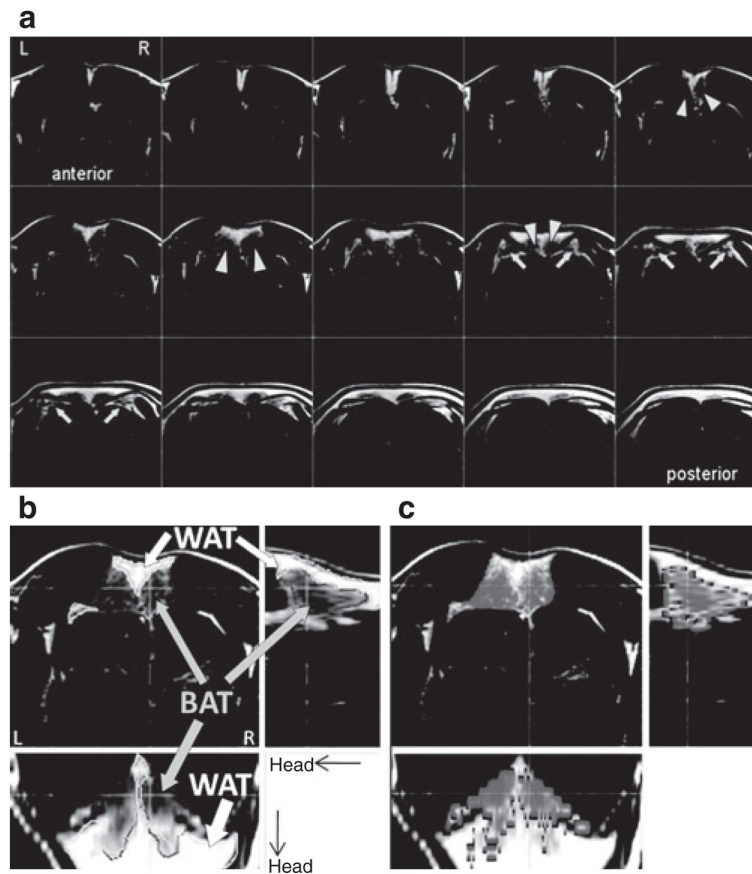 a
L R
anterior
posterior
b
c
WAT
BAT
L R
WAT
Head
Head